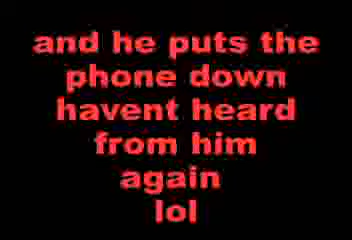 and he puts the
phone down
havent heard
from him
again
lol